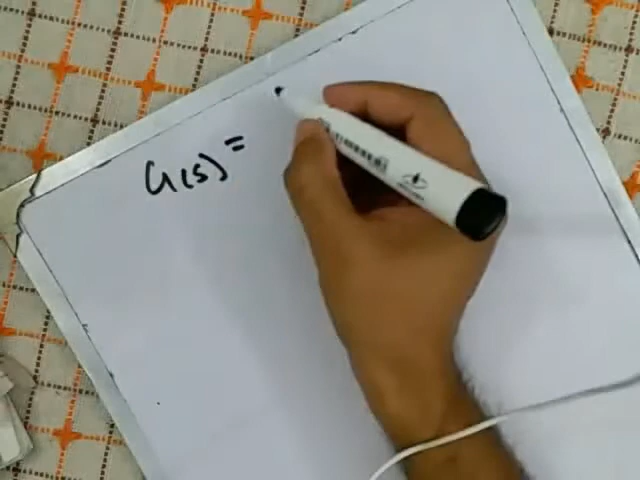 G(s) =